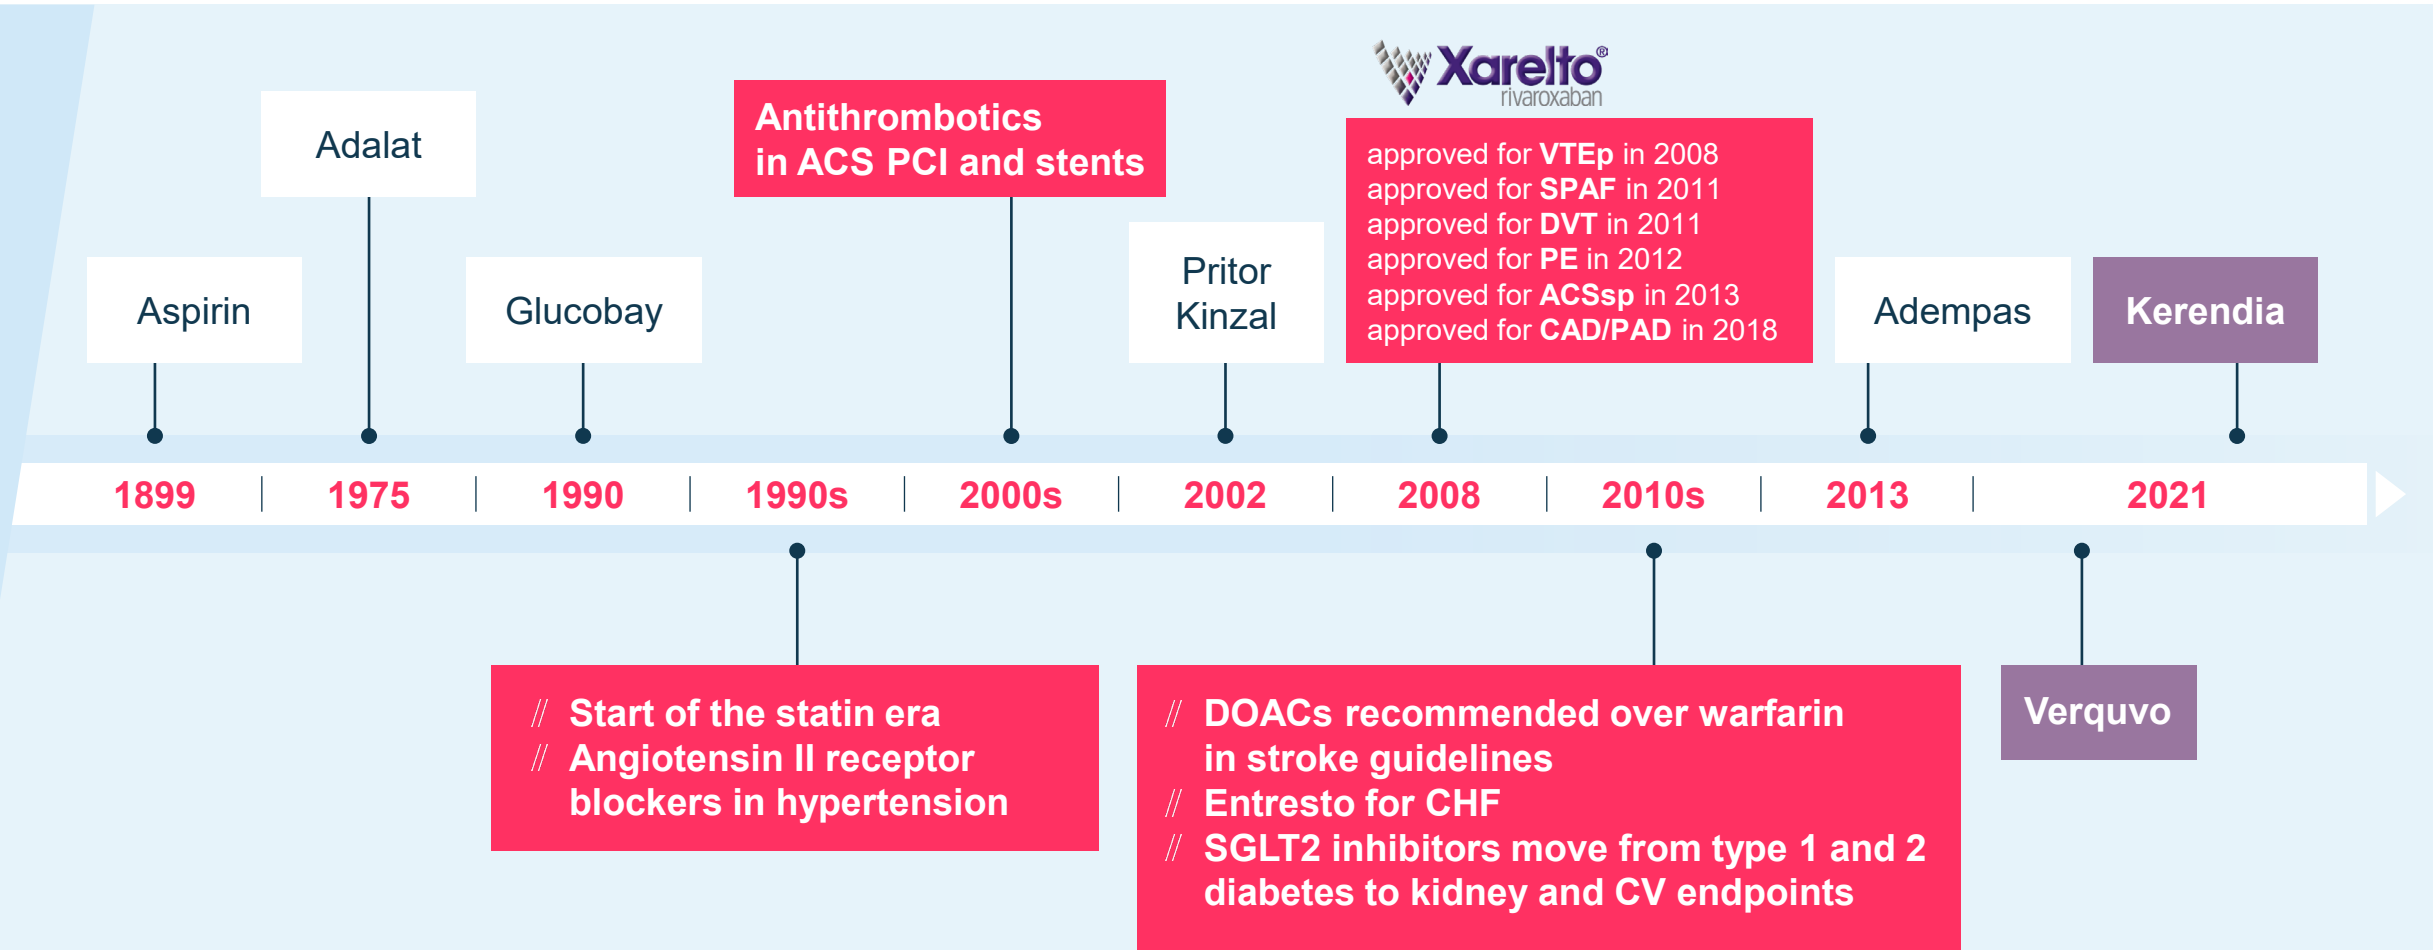 Xarelto®
rivaroxaban
Adalat
Antithrombotics
in ACS PCI and stents
approved for VTEp in 2008
approved for SPAF in 2011
approved for DVT in 2011
approved for PE in 2012
approved for ACSsp in 2013
approved for CAD/PAD in 2018
Aspirin
Glucobay
Pritor
Kinzal
Adempas
Kerendia
1899 | 1975 | 1990 | 1990s | 2000s | 2002 | 2008 | 2010s | 2013 | 2021
// Start of the statin era
// Angiotensin II receptor
blockers in hypertension
// DOACs recommended over warfarin
in stroke guidelines
// Entresto for CHF
// SGLT2 inhibitors move from type 1 and 2
diabetes to kidney and CV endpoints
Verquvo